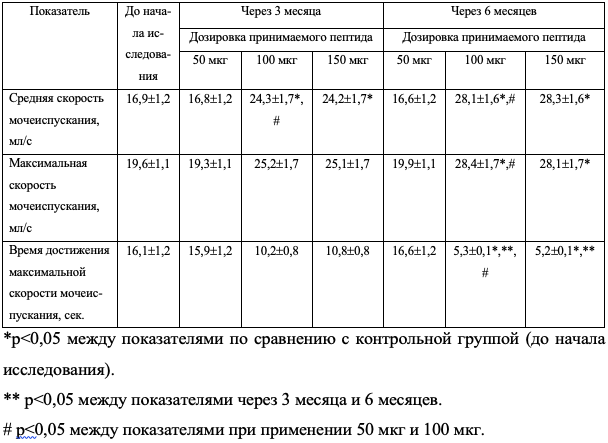 Показатель До нача- Через 3 месяца Через 6 месяцев
ла ис- Дозировка принимаемого пептида Дозировка принимаемого пептида
следова-
ния 50 мкг 100 мкг 150 мкг 50 мкг 100 мкг 150 мкг
Средняя скорость 16,9±1,2 16,8±1,2 24,3±1,7*, 24,2±1,7* 16,6±1,2 28,1±1,6*,# 28,3±1,6*
мочеиспускания, #
мл/с
Максимальная 19,6±1,1 19,3±1,1 25,2±1,7 25,1±1,7 19,9±1,1 28,4±1,7*,# 28,1±1,7*
скорость
мочеиспускания,
мл/с
Время достижения 16,1±1,2 15,9±1,2 10,2±0,8 10,8±0,8 16,6±1,2 5,3±0,1*,**, 5,2±0,1*,**
максимальной #
скорости мочеис-
пускания, сек.
*р<0,05 между показателями по сравнению с контрольной группой (до начала
исследования).
** р<0,05 между показателями через 3 месяца и 6 месяцев.
# р<0,05 между показателями при применении 50 мкг и 100 мкг.